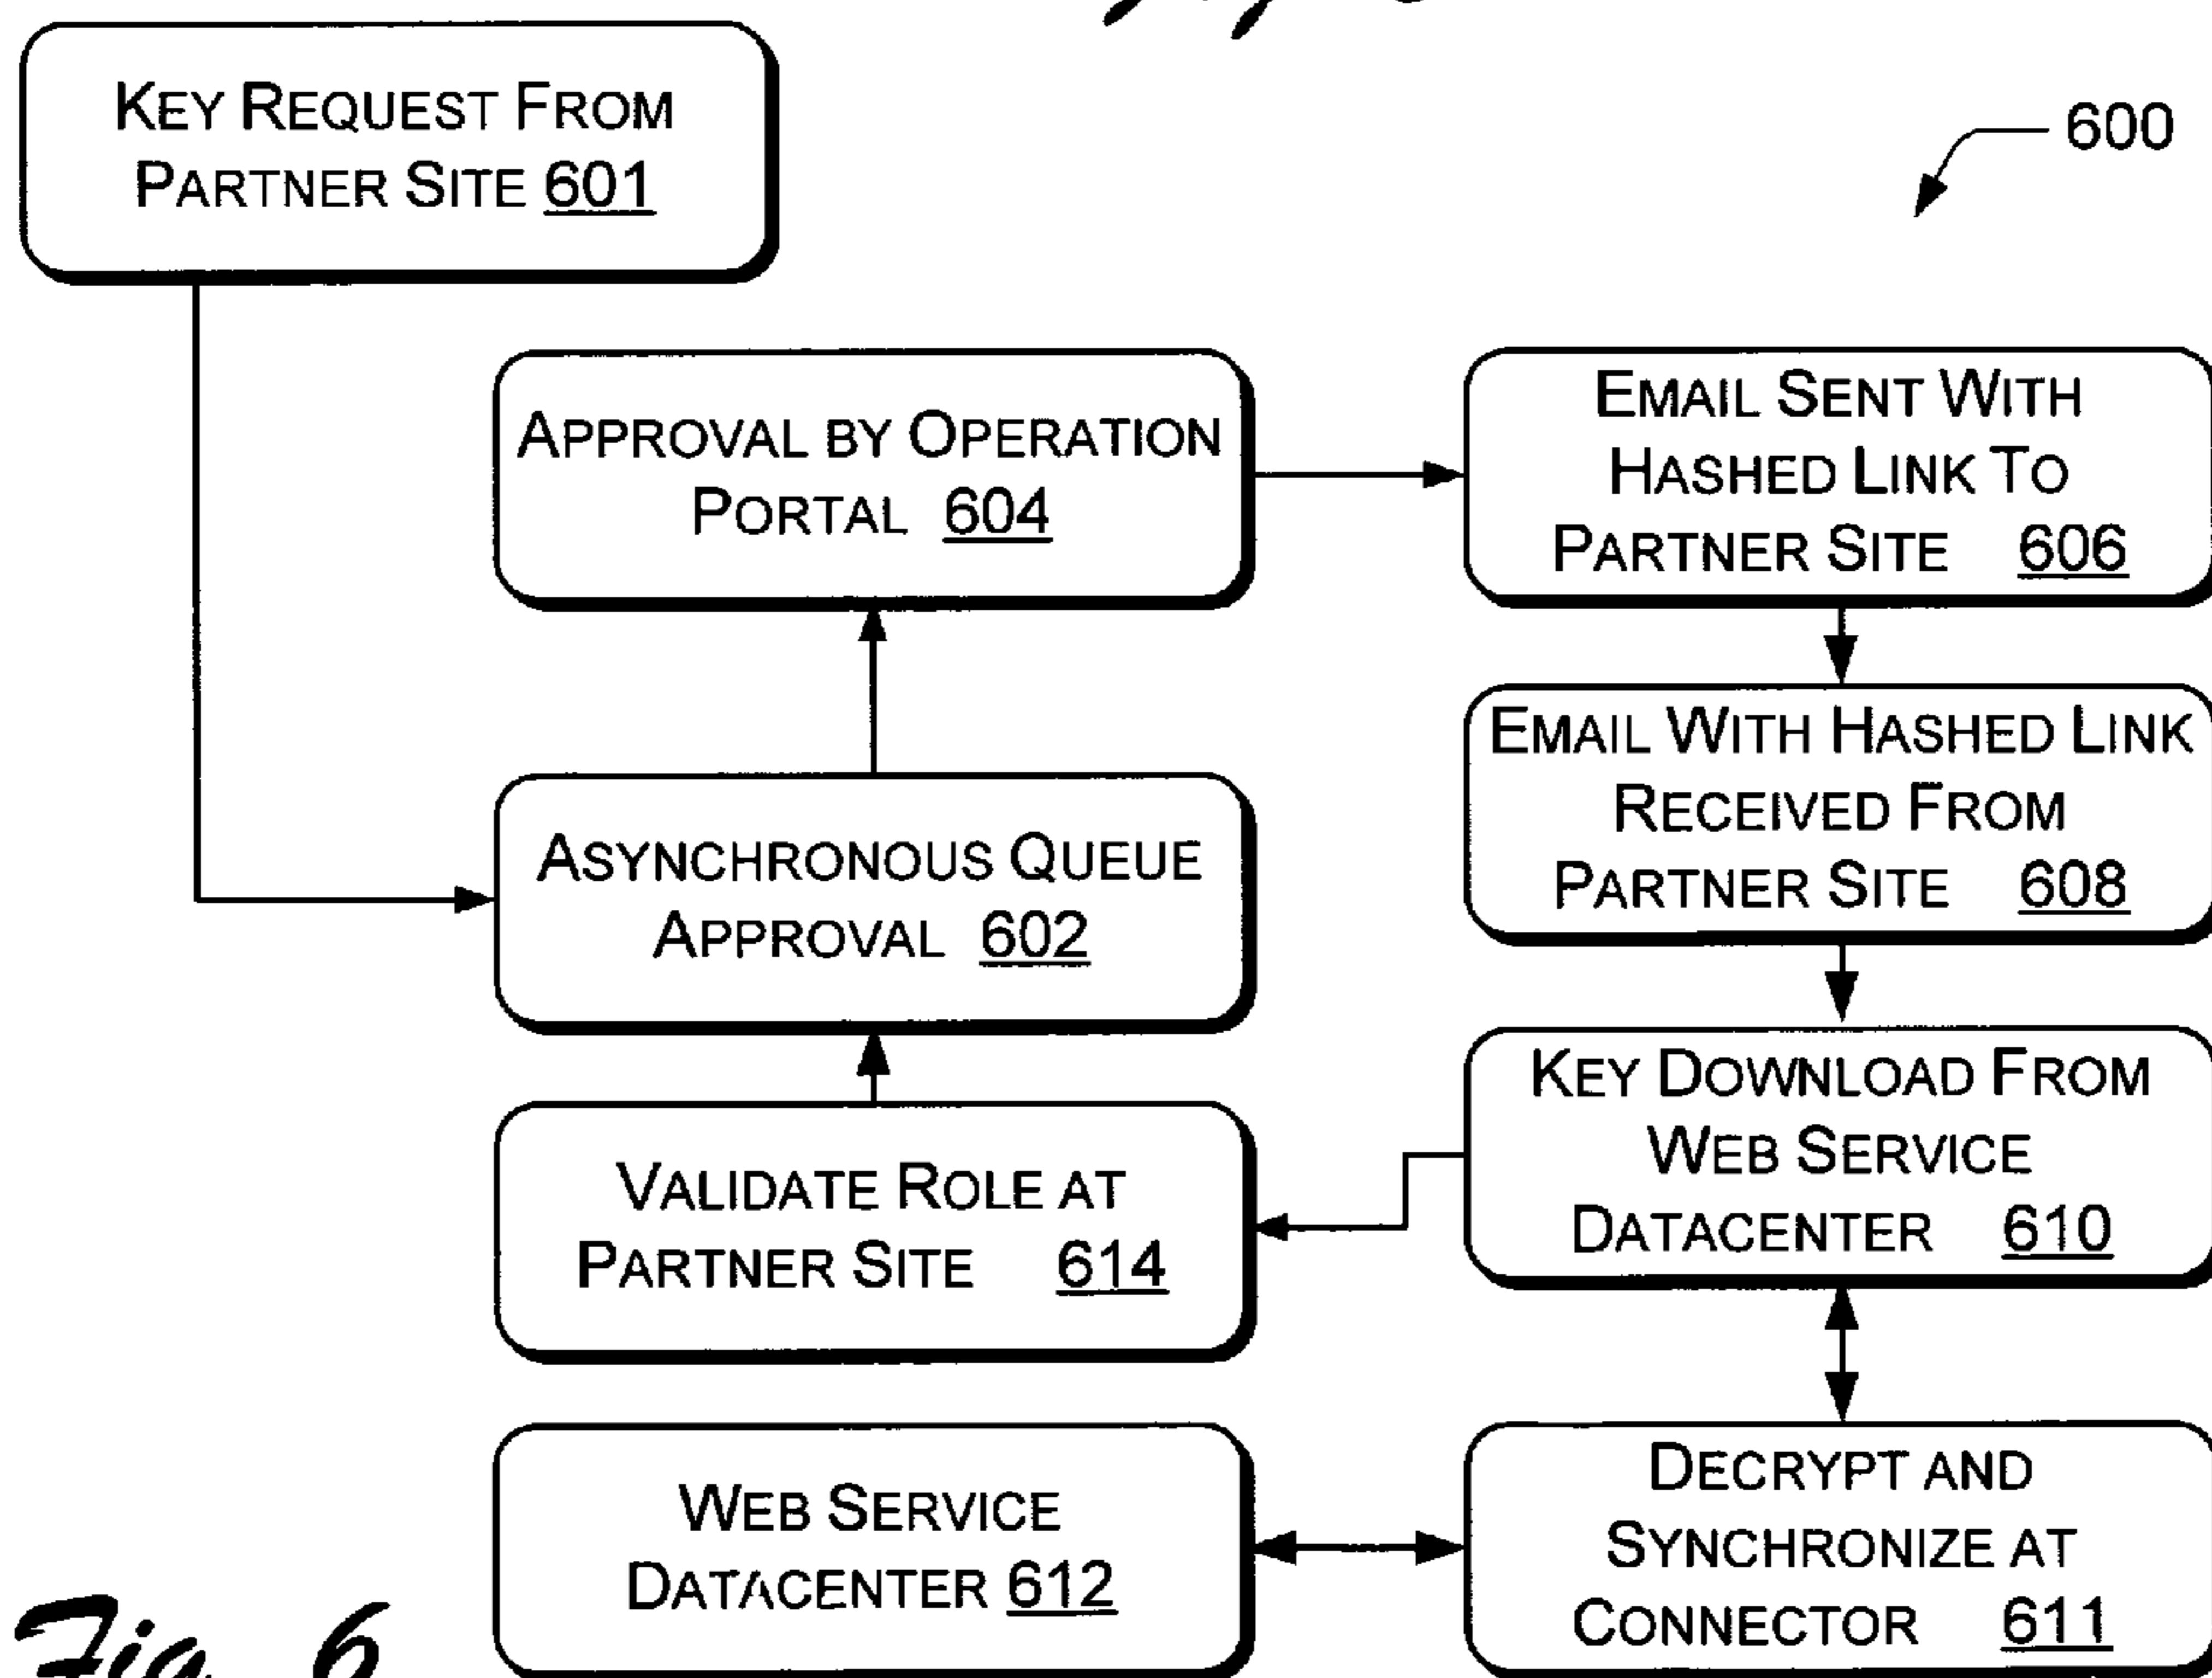 KEY REQUEST FROM
PARTNER SITE 601
600
APPROVAL BY OPERATION
PORTAL 604
EMAIL SENT WITH
HASHED LINK TO
PARTNER SITE 606
EMAIL WITH HASHED LINK
RECEIVED FROM
PARTNER SITE 608
ASYNCHRONOUS QUEUE
APPROVAL 602
KEY DOWNLOAD FROM
WEB SERVICE
DATACENTER 610
VALIDATE ROLE AT
PARTNER SITE 614
DECRYPT AND
SYNCHRONIZE AT
CONNECTOR 611
WEB SERVICE
DATACENTER 612
Fig. 6